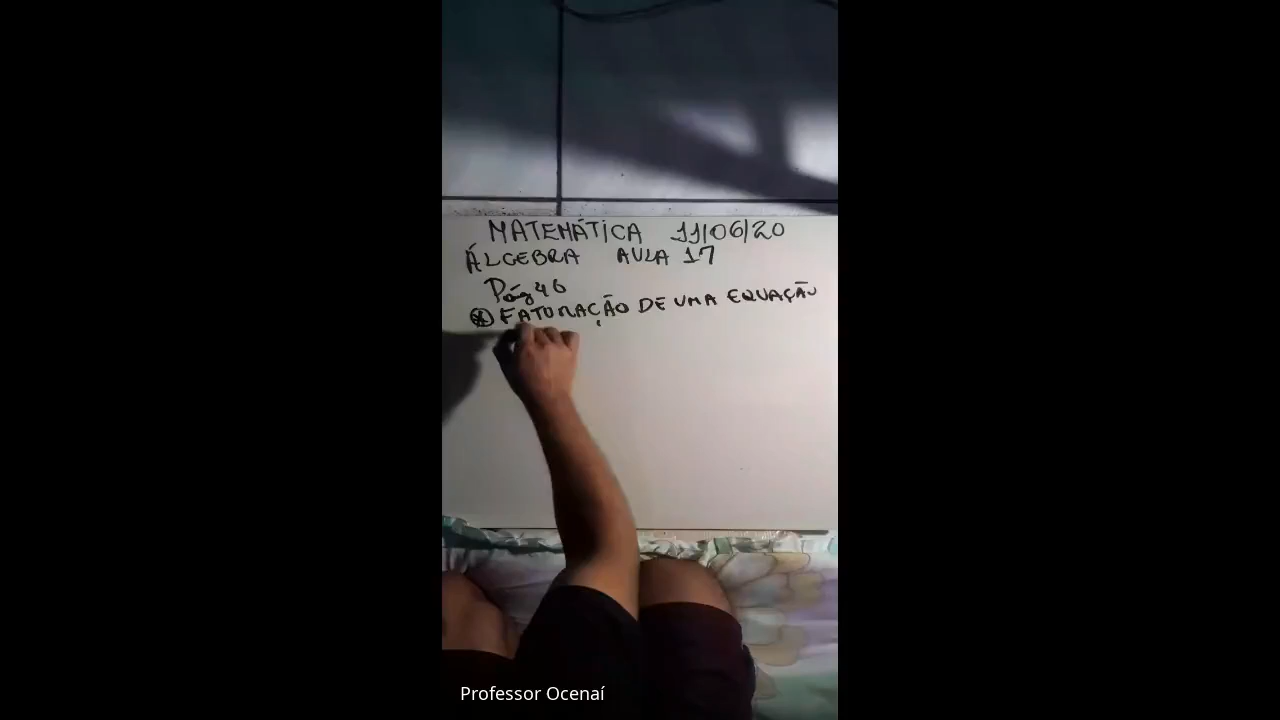 MATEMÁTICA 11/06/20
ÁLGEBRA AULA 17
Pág 46
⊛ FATORAÇÃO DE UMA EQUAÇÃO
Professor Ocenaí